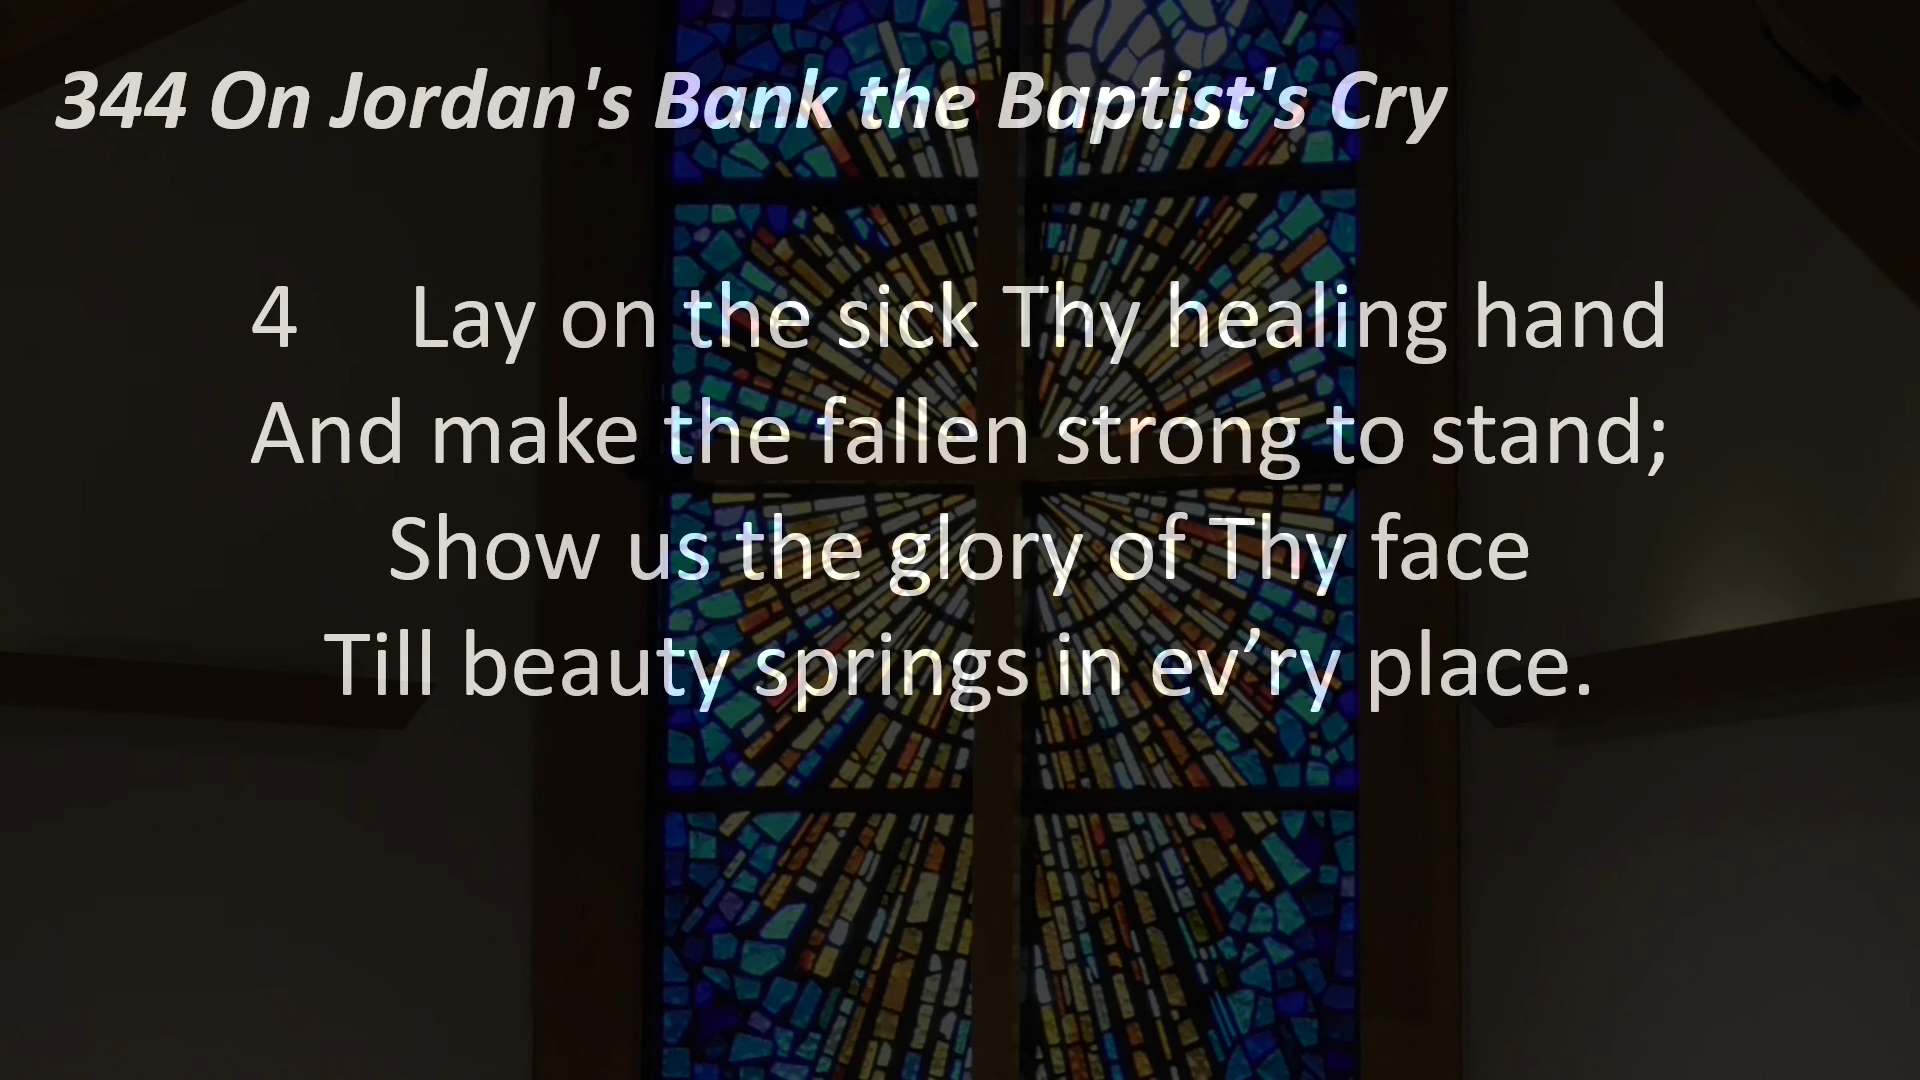 344 On Jordan's Bank the Baptist's Cry
4 Lay on the sick Thy healing hand
And make the fallen strong to stand;
Show us the glory of Thy face
Till beauty springs in ev’ry place.